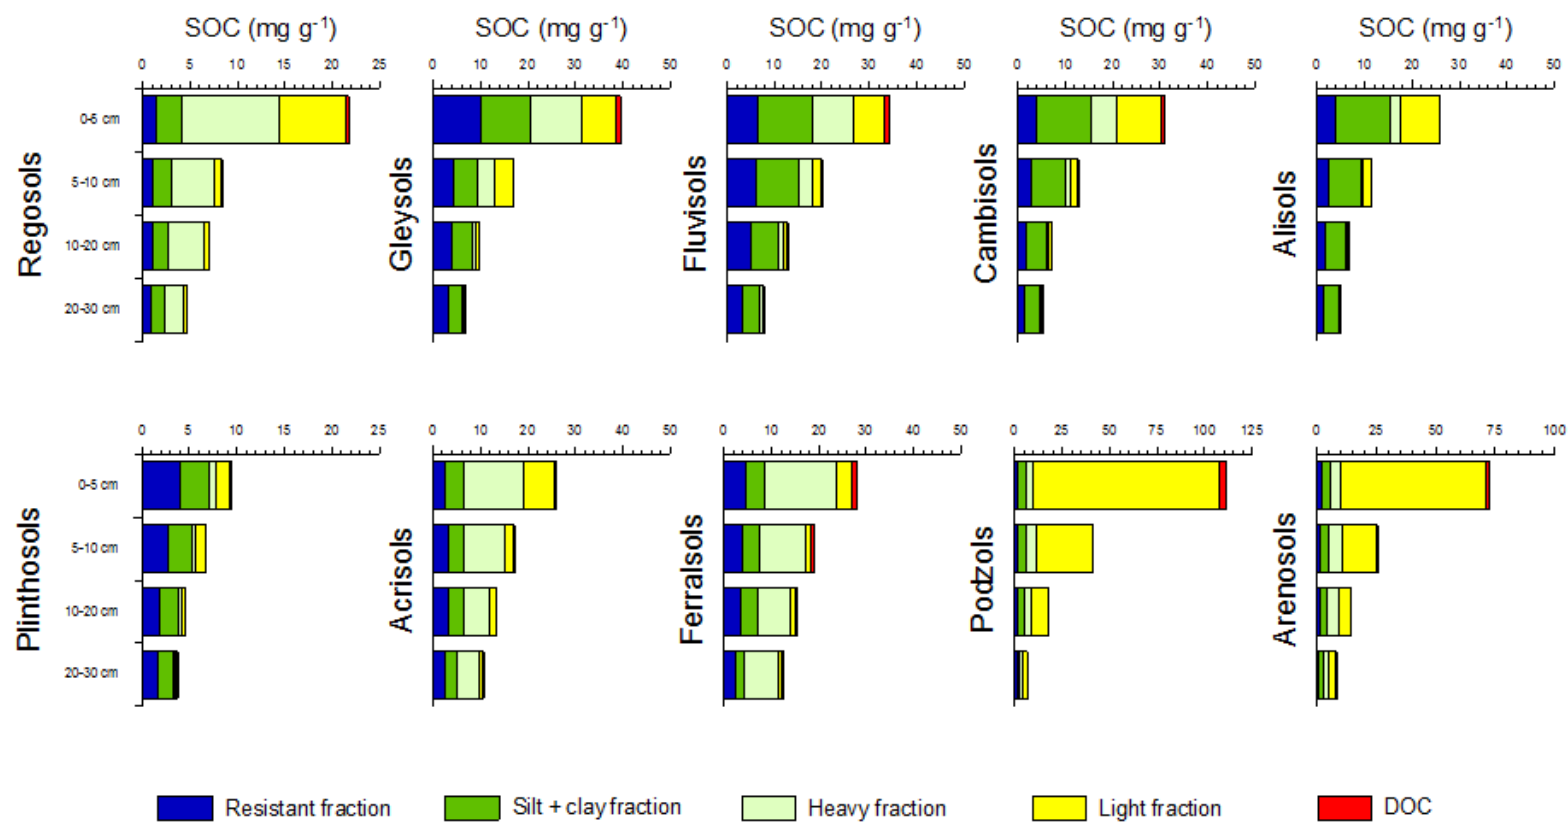 SOC (mg g⁻¹) SOC (mg g⁻¹) SOC (mg g⁻¹) SOC (mg g⁻¹) SOC (mg g⁻¹)
0 5 10 15 20 25 0 10 20 30 40 50 0 10 20 30 40 50 0 10 20 30 40 50 0 10 20 30 40 50
Regosols
0-5 cm
5-10 cm
10-20 cm
20-30 cm
Gleysols
Fluvisols
Cambisols
Alisols
0 5 10 15 20 25 0 10 20 30 40 50 0 10 20 30 40 50 0 25 50 75 100 125 0 25 50 75 100
Plinthosols
0-5 cm
5-10 cm
10-20 cm
20-30 cm
Acrisols
Ferralsols
Podzols
Arenosols
Resistant fraction Silt + clay fraction Heavy fraction Light fraction DOC